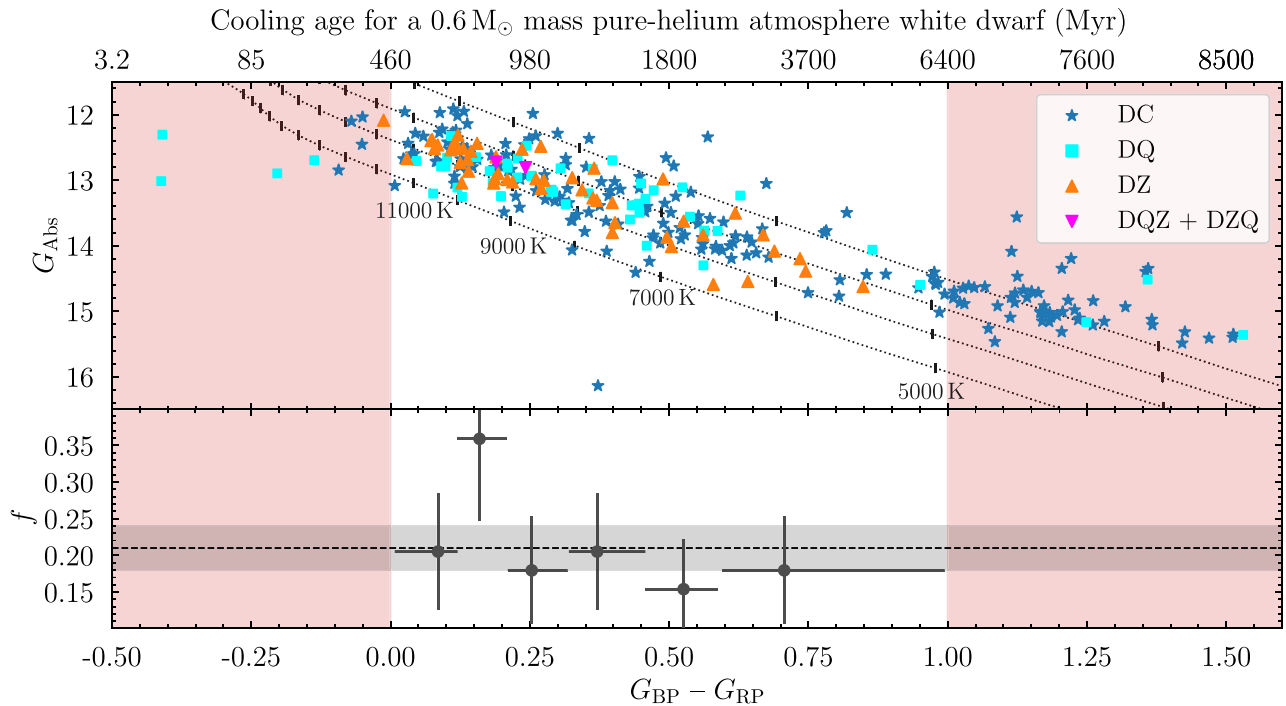 Cooling age for a 0.6 M⊙ mass pure-helium atmosphere white dwarf (Myr)
3.2 85 460 980 1800 3700 6400 7600 8500
12
13
14
15
16
G_Abs
DC
DQ
DZ
DQZ + DZQ
11000 K
9000 K
7000 K
5000 K
0.35
0.30
0.25
0.20
0.15
f
-0.50 -0.25 0.00 0.25 0.50 0.75 1.00 1.25 1.50
G_BP − G_RP